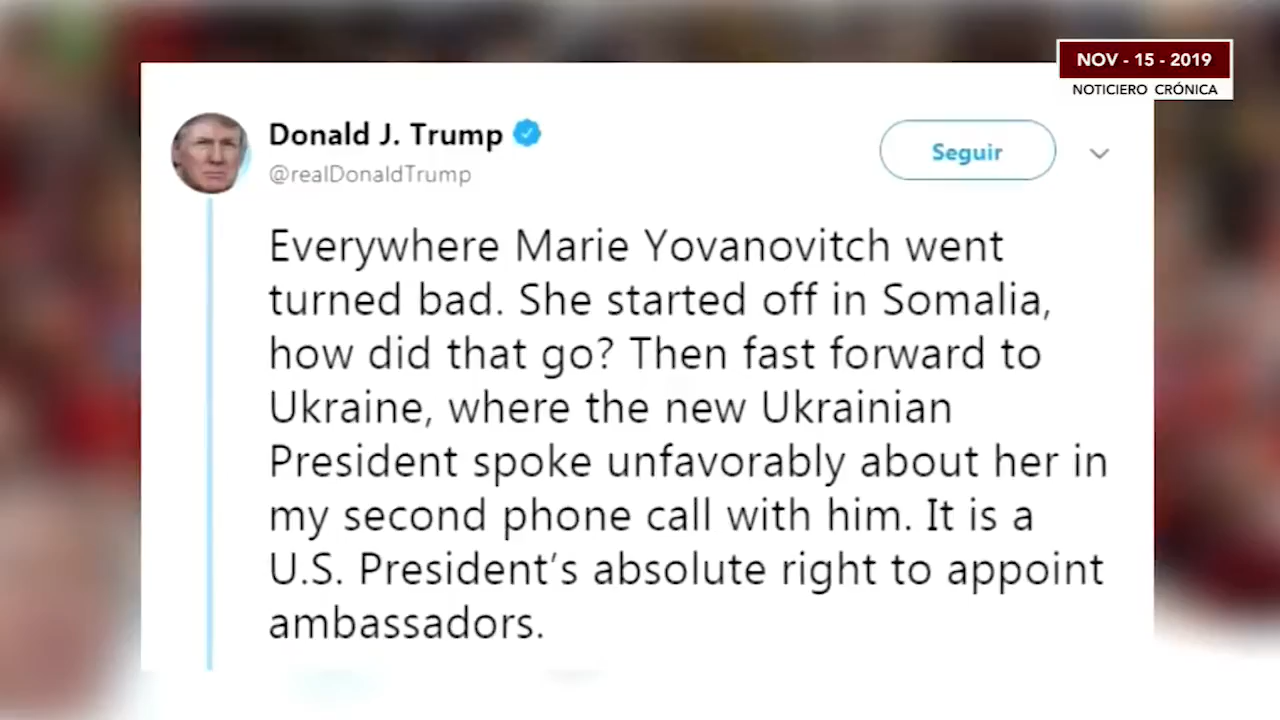 NOV - 15 - 2019
NOTICIERO CRÓNICA
Donald J. Trump
@realDonaldTrump
Seguir
Everywhere Marie Yovanovitch went
turned bad. She started off in Somalia,
how did that go? Then fast forward to
Ukraine, where the new Ukrainian
President spoke unfavorably about her in
my second phone call with him. It is a
U.S. President’s absolute right to appoint
ambassadors.